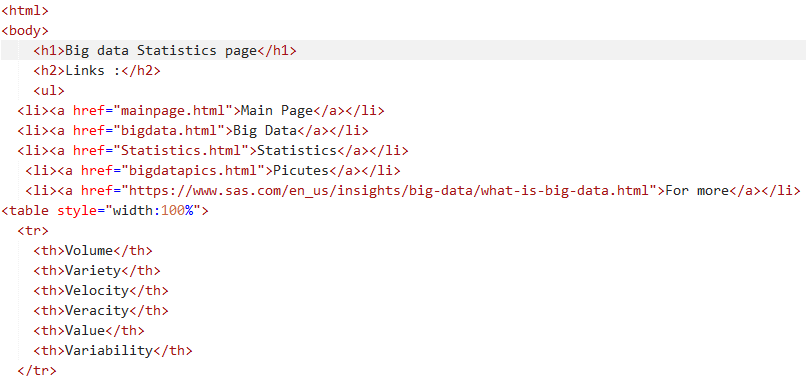 <html>
<body>
<h1>Big data Statistics page</h1>
<h2>Links :</h2>
<ul>
<li><a href="mainpage.html">Main Page</a></li>
<li><a href="bigdata.html">Big Data</a></li>
<li><a href="Statistics.html">Statistics</a></li>
<li><a href="bigdatapics.html">Picutes</a></li>
<li><a href="https://www.sas.com/en_us/insights/big-data/what-is-big-data.html">For more</a></li>
<table style="width:100%">
<tr>
<th>Volume</th>
<th>Variety</th>
<th>Velocity</th>
<th>Veracity</th>
<th>Value</th>
<th>Variability</th>
</tr>